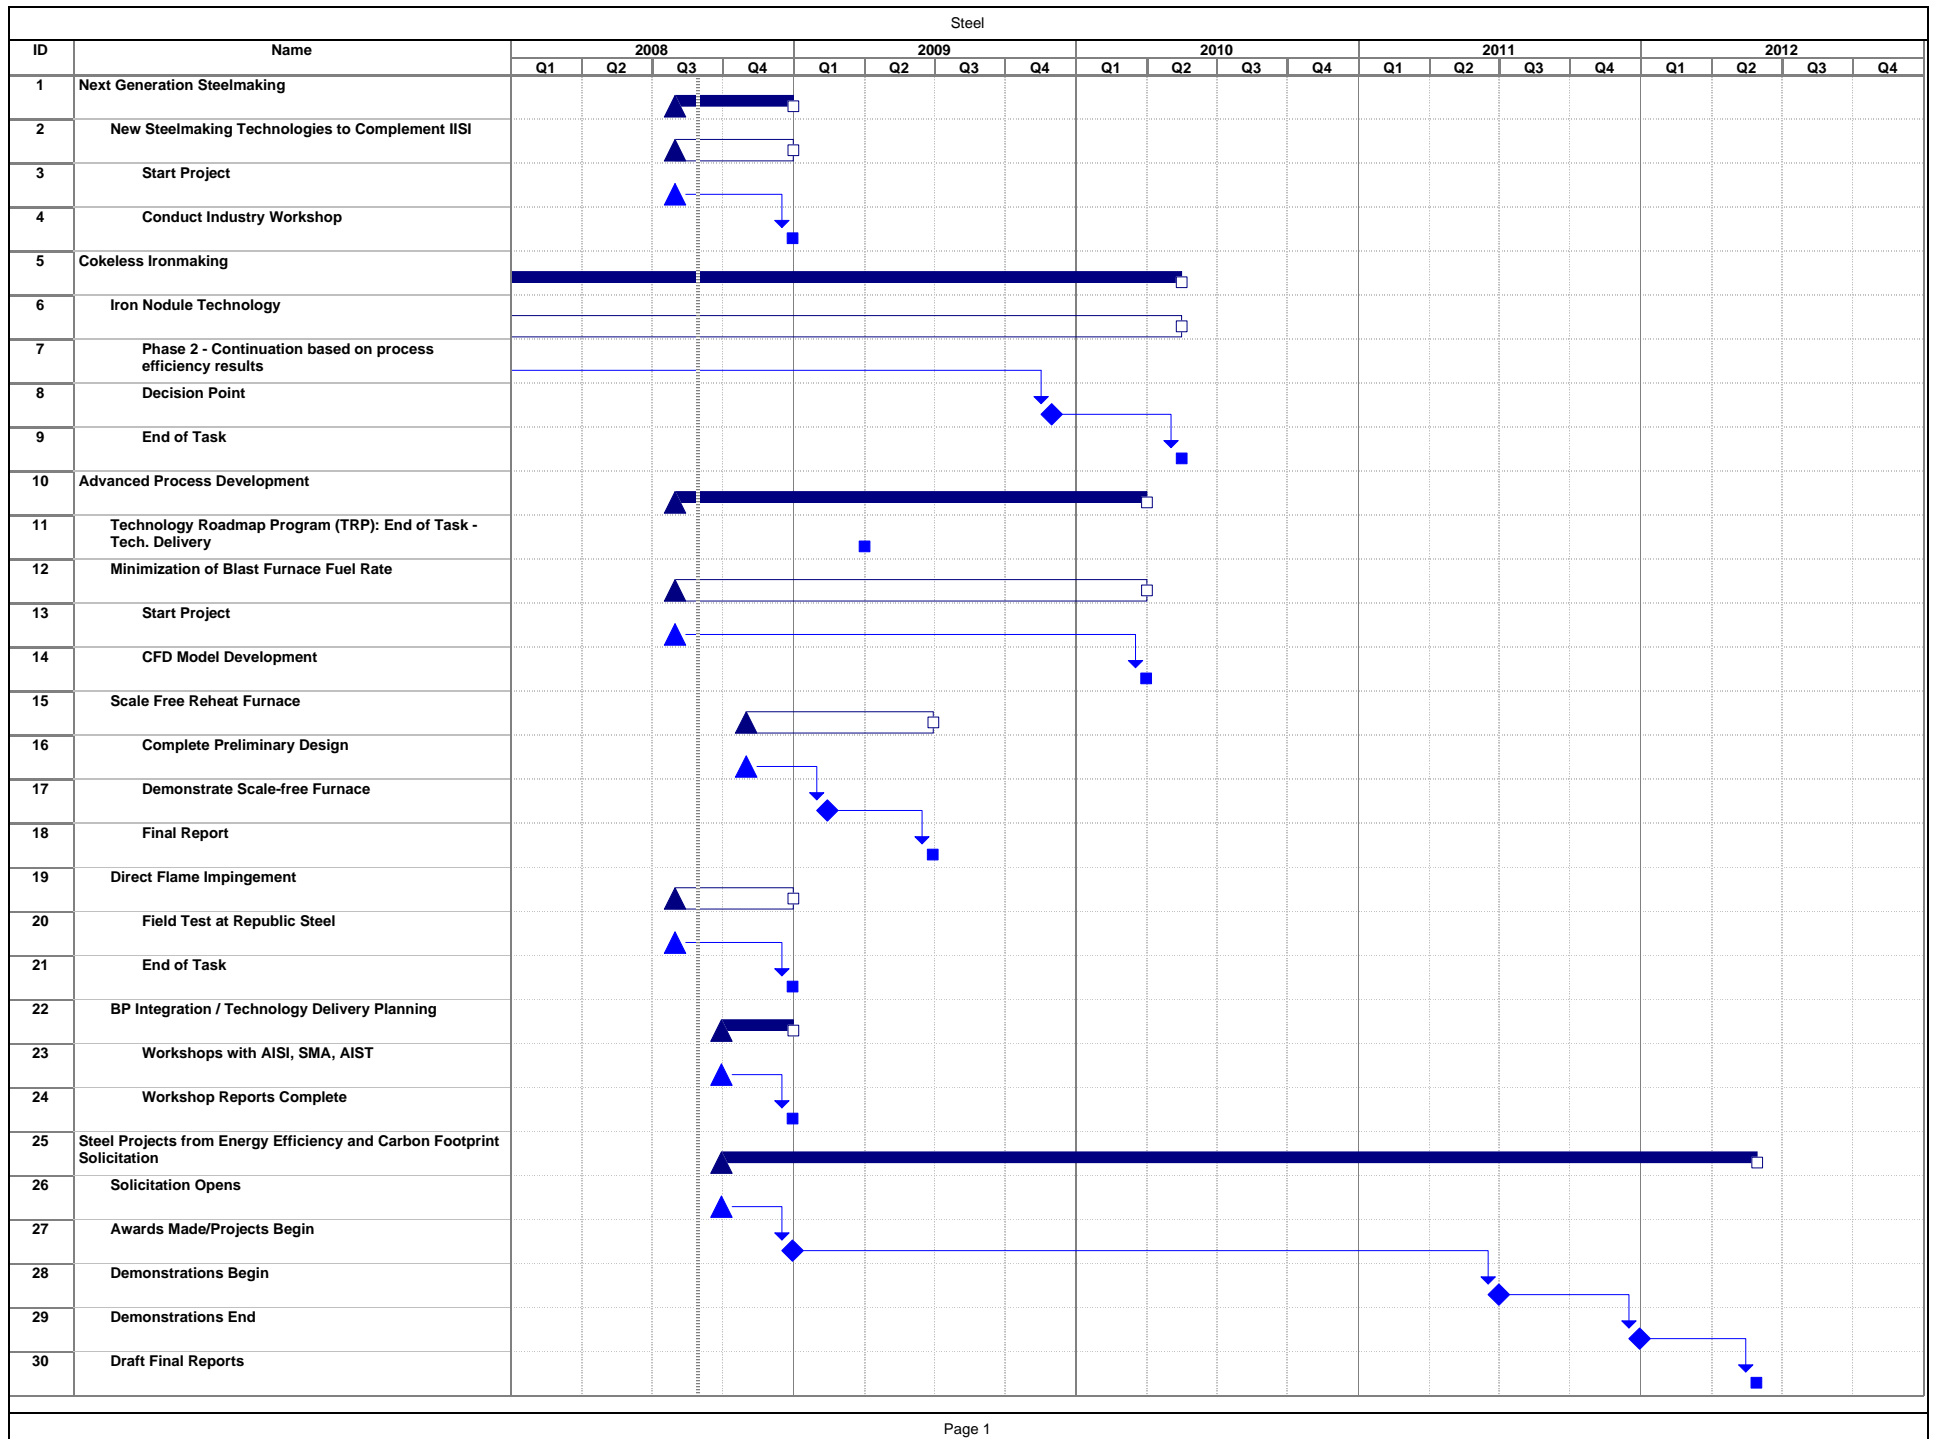 Steel
ID Name 2008 2009 2010 2011 2012
Q1 Q2 Q3 Q4 Q1 Q2 Q3 Q4 Q1 Q2 Q3 Q4 Q1 Q2 Q3 Q4 Q1 Q2 Q3 Q4
1 Next Generation Steelmaking
2 New Steelmaking Technologies to Complement IISI
3 Start Project
4 Conduct Industry Workshop
5 Cokeless Ironmaking
6 Iron Nodule Technology
7 Phase 2 - Continuation based on process
efficiency results
8 Decision Point
9 End of Task
10 Advanced Process Development
11 Technology Roadmap Program (TRP): End of Task -
Tech. Delivery
12 Minimization of Blast Furnace Fuel Rate
13 Start Project
14 CFD Model Development
15 Scale Free Reheat Furnace
16 Complete Preliminary Design
17 Demonstrate Scale-free Furnace
18 Final Report
19 Direct Flame Impingement
20 Field Test at Republic Steel
21 End of Task
22 BP Integration / Technology Delivery Planning
23 Workshops with AISI, SMA, AIST
24 Workshop Reports Complete
25 Steel Projects from Energy Efficiency and Carbon Footprint
Solicitation
26 Solicitation Opens
27 Awards Made/Projects Begin
28 Demonstrations Begin
29 Demonstrations End
30 Draft Final Reports
Page 1